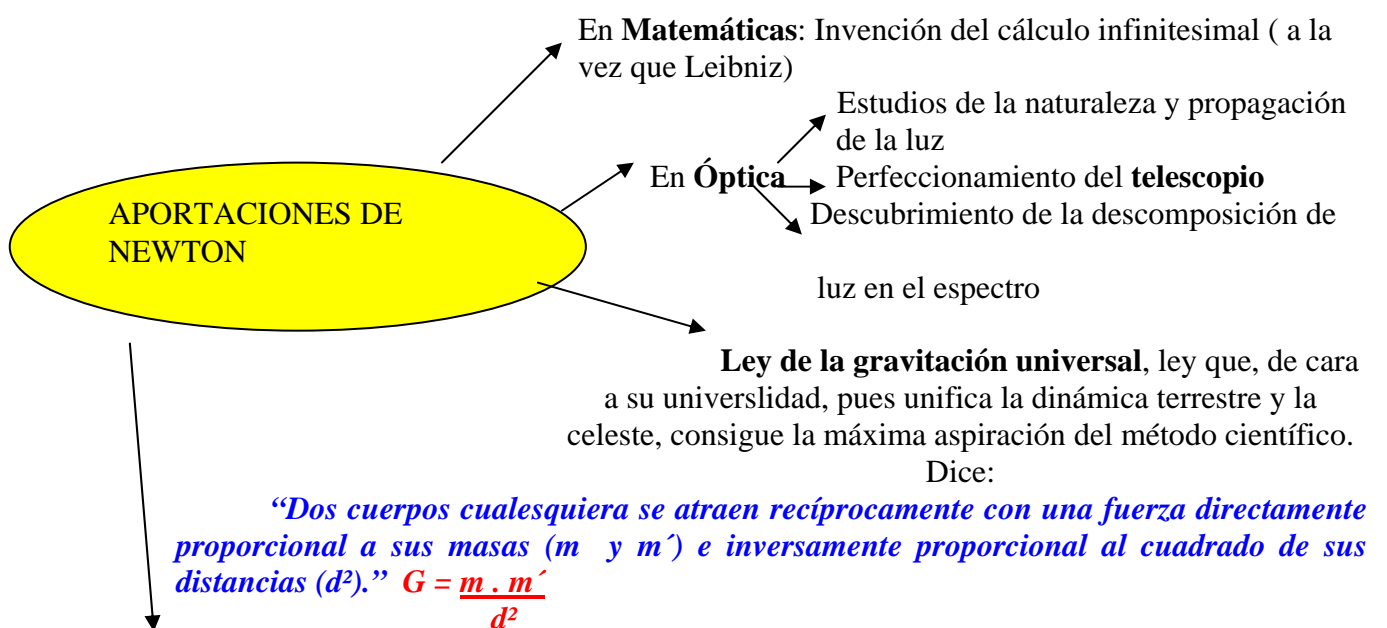 En Matemáticas: Invención del cálculo infinitesimal ( a la
vez que Leibniz)
Estudios de la naturaleza y propagación
de la luz
En Óptica
Perfeccionamiento del telescopio
Descubrimiento de la descomposición de
luz en el espectro
APORTACIONES DE
NEWTON
Ley de la gravitación universal, ley que, de cara
a su universlidad, pues unifica la dinámica terrestre y la
celeste, consigue la máxima aspiración del método científico.
Dice:
“Dos cuerpos cualesquiera se atraen recíprocamente con una fuerza directamente
proporcional a sus masas (m y m´) e inversamente proporcional al cuadrado de sus
distancias (d²).” G = m . m´
d²